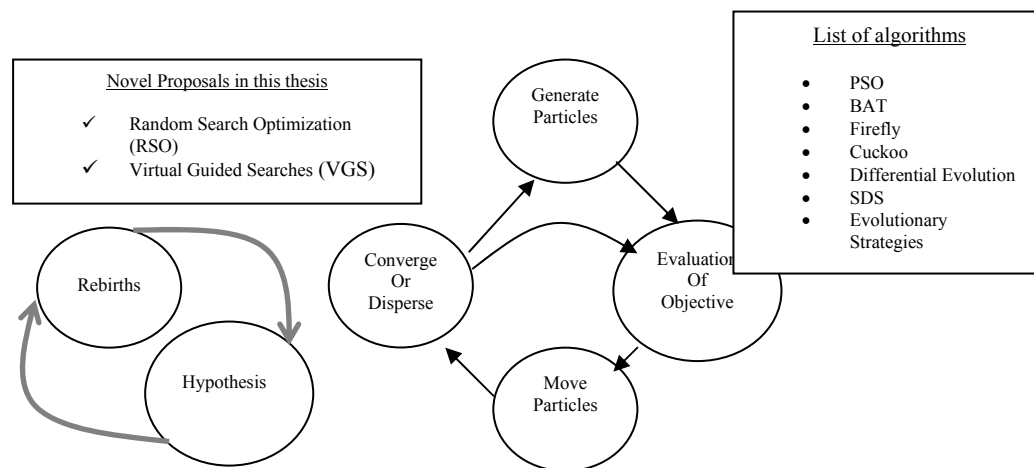 Novel Proposals in this thesis
✓ Random Search Optimization
(RSO)
✓ Virtual Guided Searches (VGS)
Rebirths
Hypothesis
Generate
Particles
Converge
Or
Disperse
Evaluation
Of
Objective
Move
Particles
List of algorithms
• PSO
• BAT
• Firefly
• Cuckoo
• Differential Evolution
• SDS
• Evolutionary
Strategies